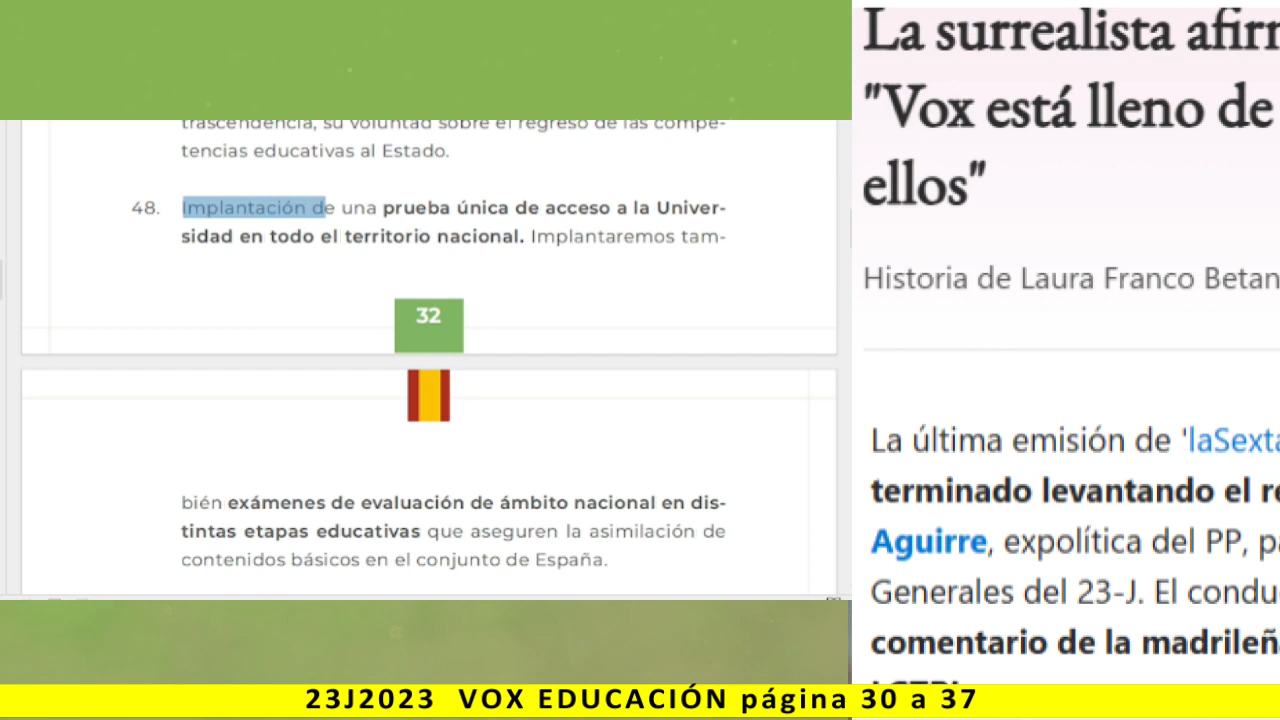 trascendencia, su voluntad sobre el regreso de las compe-
tencias educativas al Estado.
48. Implantación de una prueba única de acceso a la Univer-
sidad en todo el territorio nacional. Implantaremos tam-
32
bién exámenes de evaluación de ámbito nacional en dis-
tintas etapas educativas que aseguren la asimilación de
contenidos básicos en el conjunto de España.
La surrealista afir
"Vox está lleno de
ellos"
Historia de Laura Franco Betan
La última emisión de 'laSexta
terminado levantando el re
Aguirre, expolítica del PP, pa
Generales del 23-J. El condu
comentario de la madrileña
23J2023 VOX EDUCACIÓN página 30 a 37